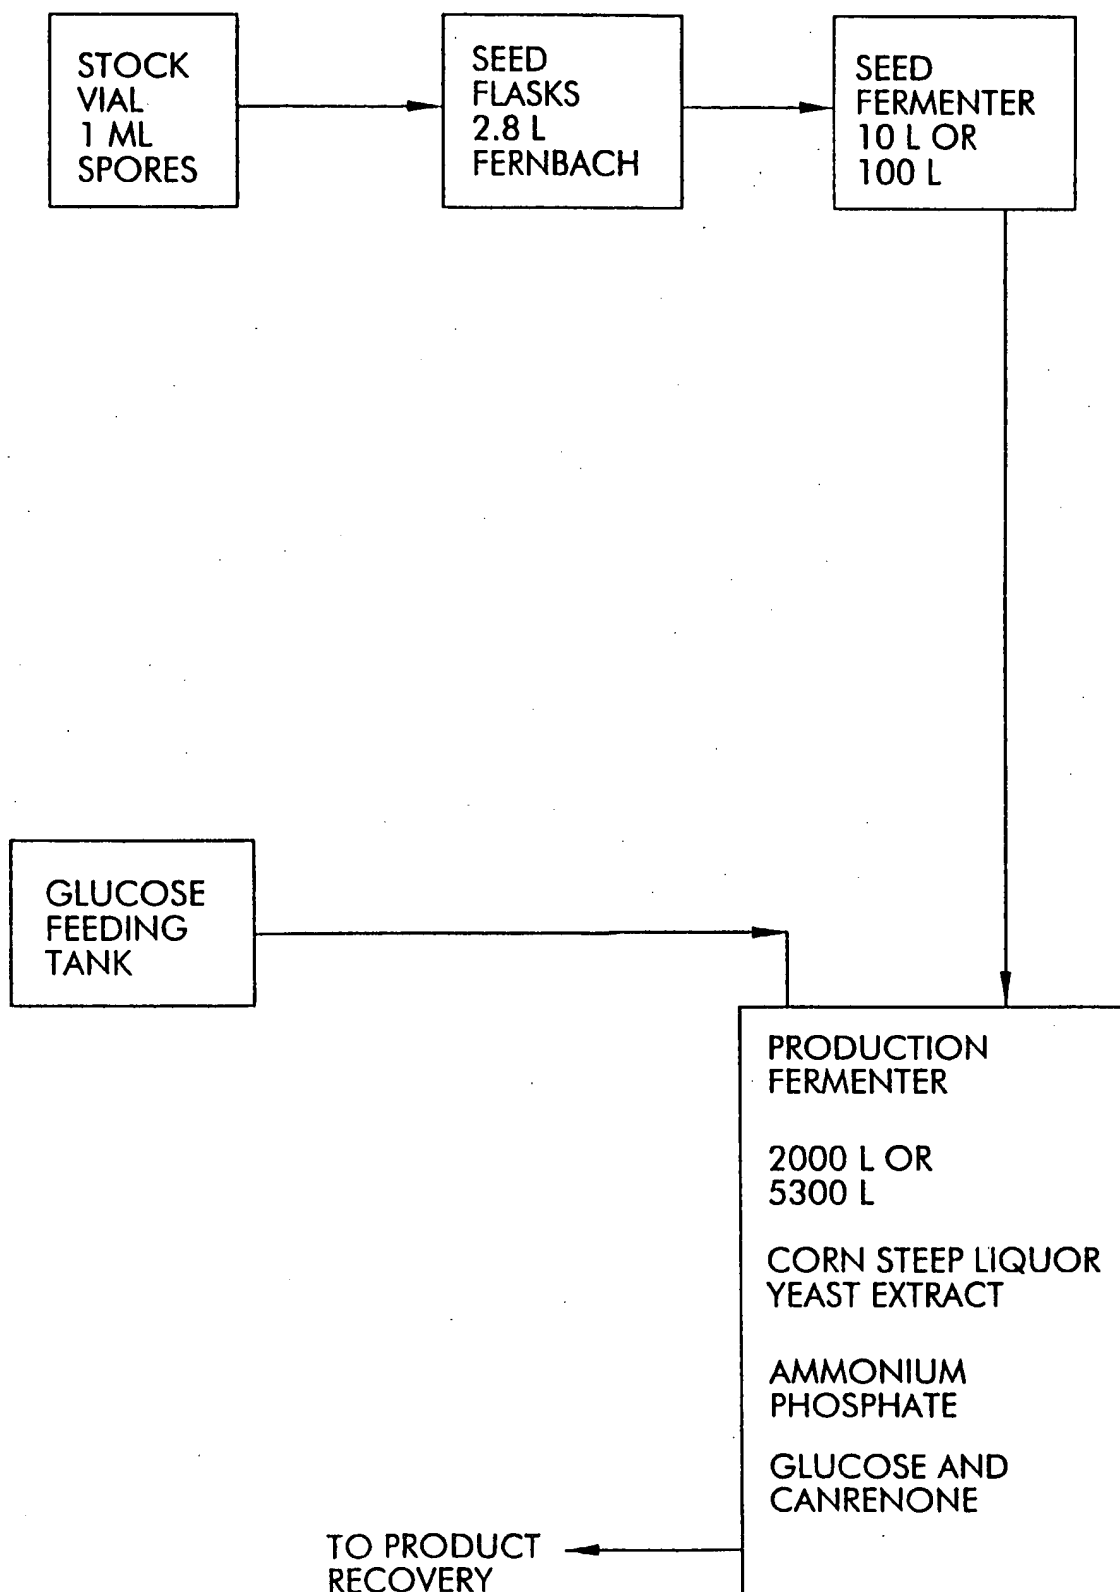 STOCK
VIAL
1 ML
SPORES
SEED
FLASKS
2.8 L
FERNBACH
SEED
FERMENTER
10 L OR
100 L
GLUCOSE
FEEDING
TANK
PRODUCTION
FERMENTER
2000 L OR
5300 L
CORN STEEP LIQUOR
YEAST EXTRACT
AMMONIUM
PHOSPHATE
GLUCOSE AND
CANRENONE
TO PRODUCT
RECOVERY